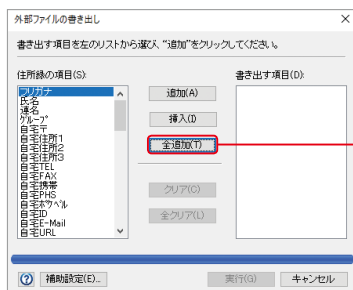 外部ファイルの書き出し
書き出す項目を左のリストから選び、“追加”をクリックしてください。
住所録の項目(S):
書き出す項目(D):
フリガナ
氏名
連名
グループ
自宅〒
自宅住所1
自宅住所2
自宅住所3
自宅TEL
自宅FAX
自宅携帯
自宅PHS
自宅ポケベル
自宅ID
自宅E-Mail
自宅URL
追加(A)
挿入(I)
全追加(T)
クリア(C)
全クリア(L)
補助設定(E)...
実行(G)
キャンセル